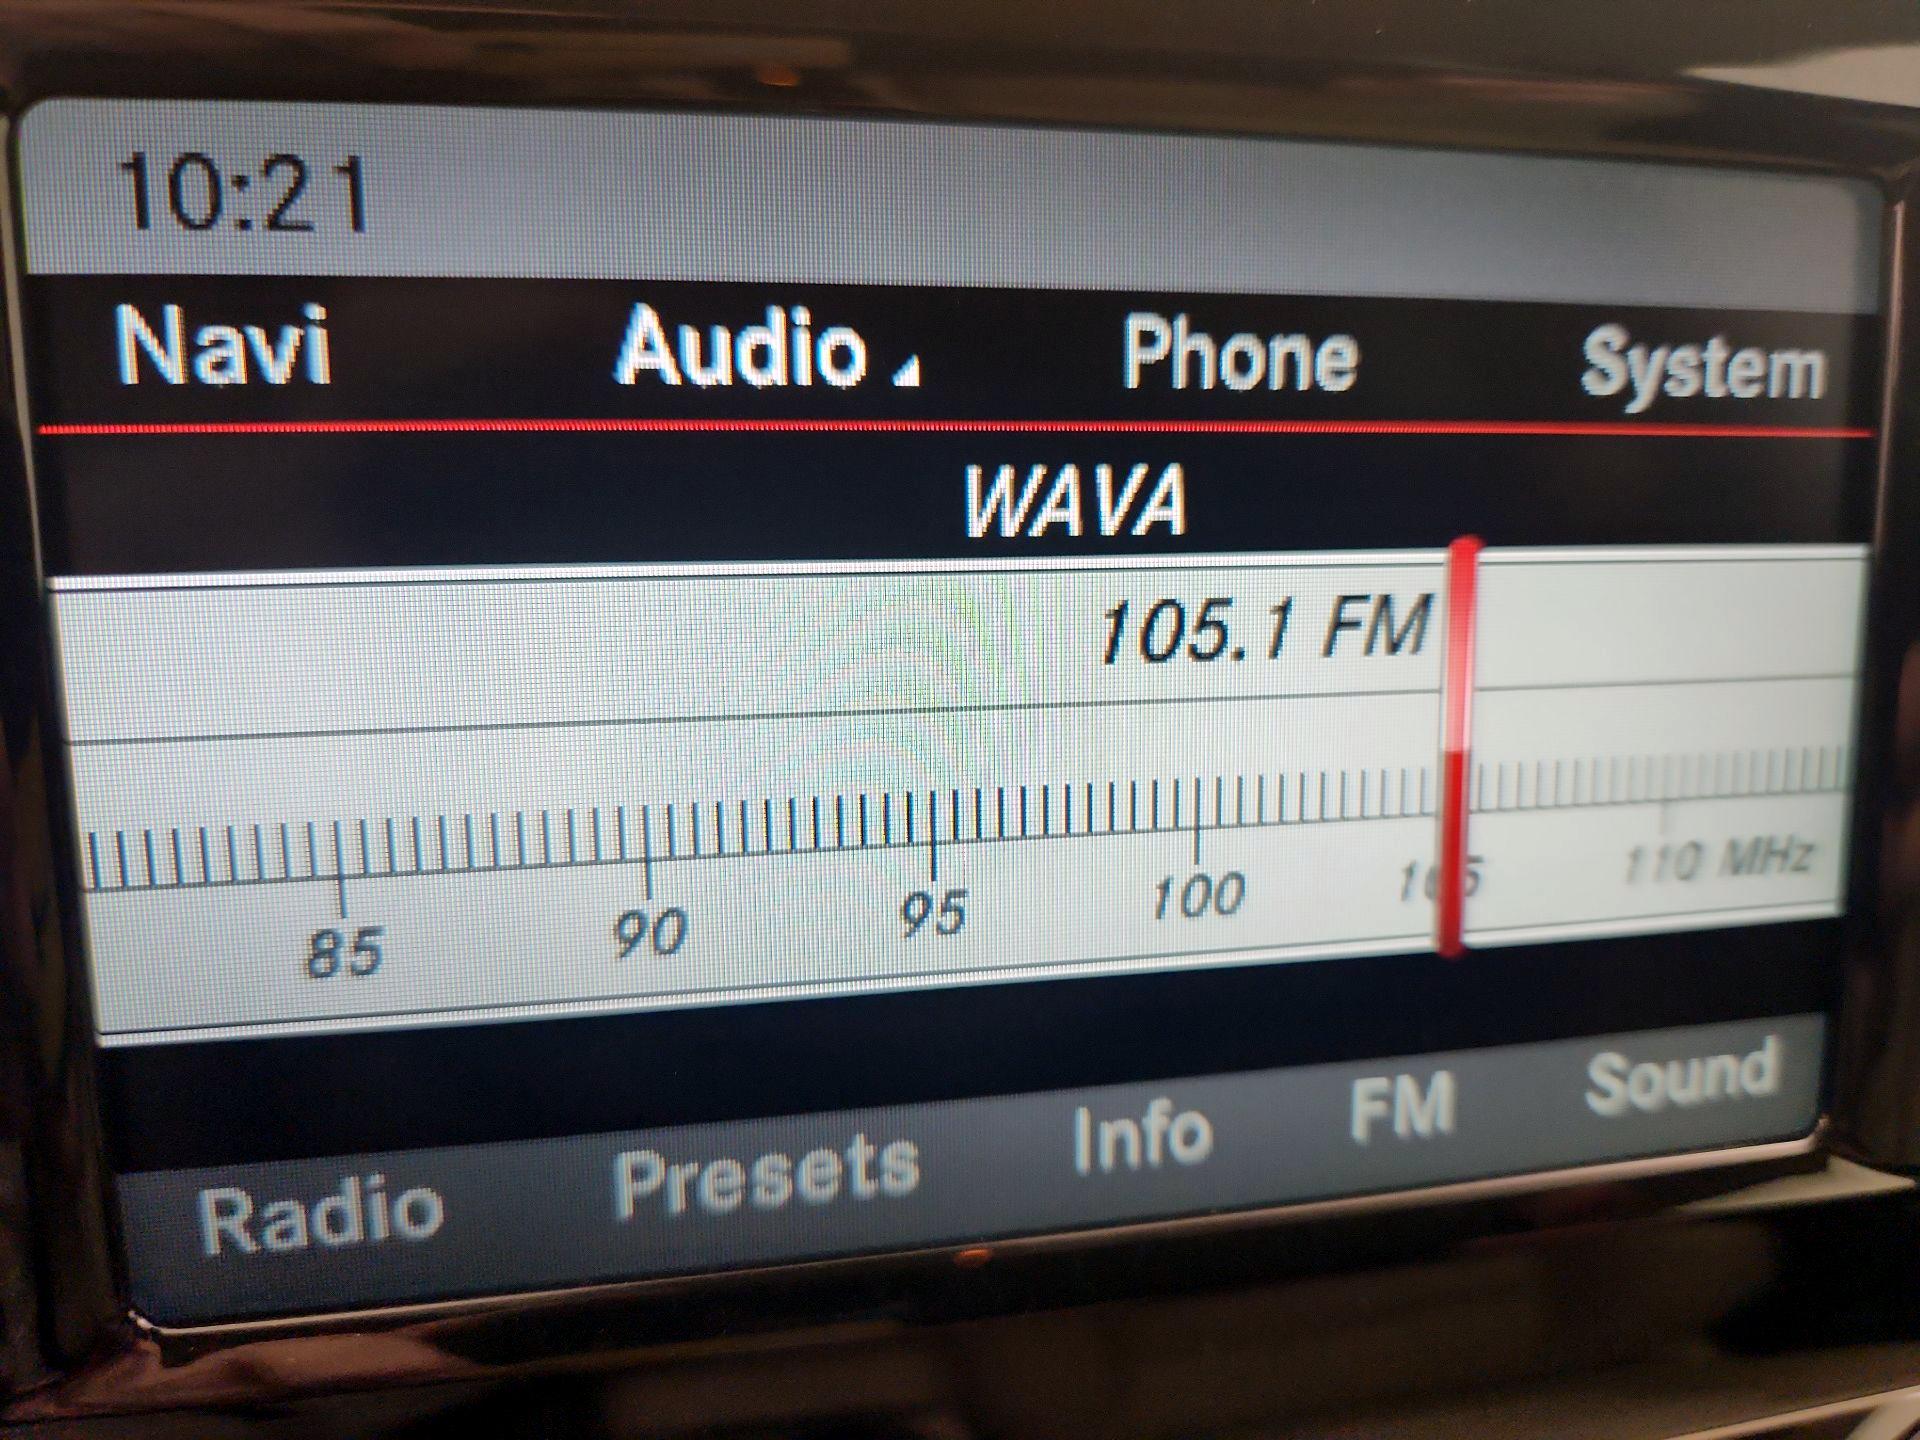 10:21
Navi Audio Phone System
WAVA
105.1 FM
85 90 95 100 105 110 MHz
Radio Presets Info FM Sound